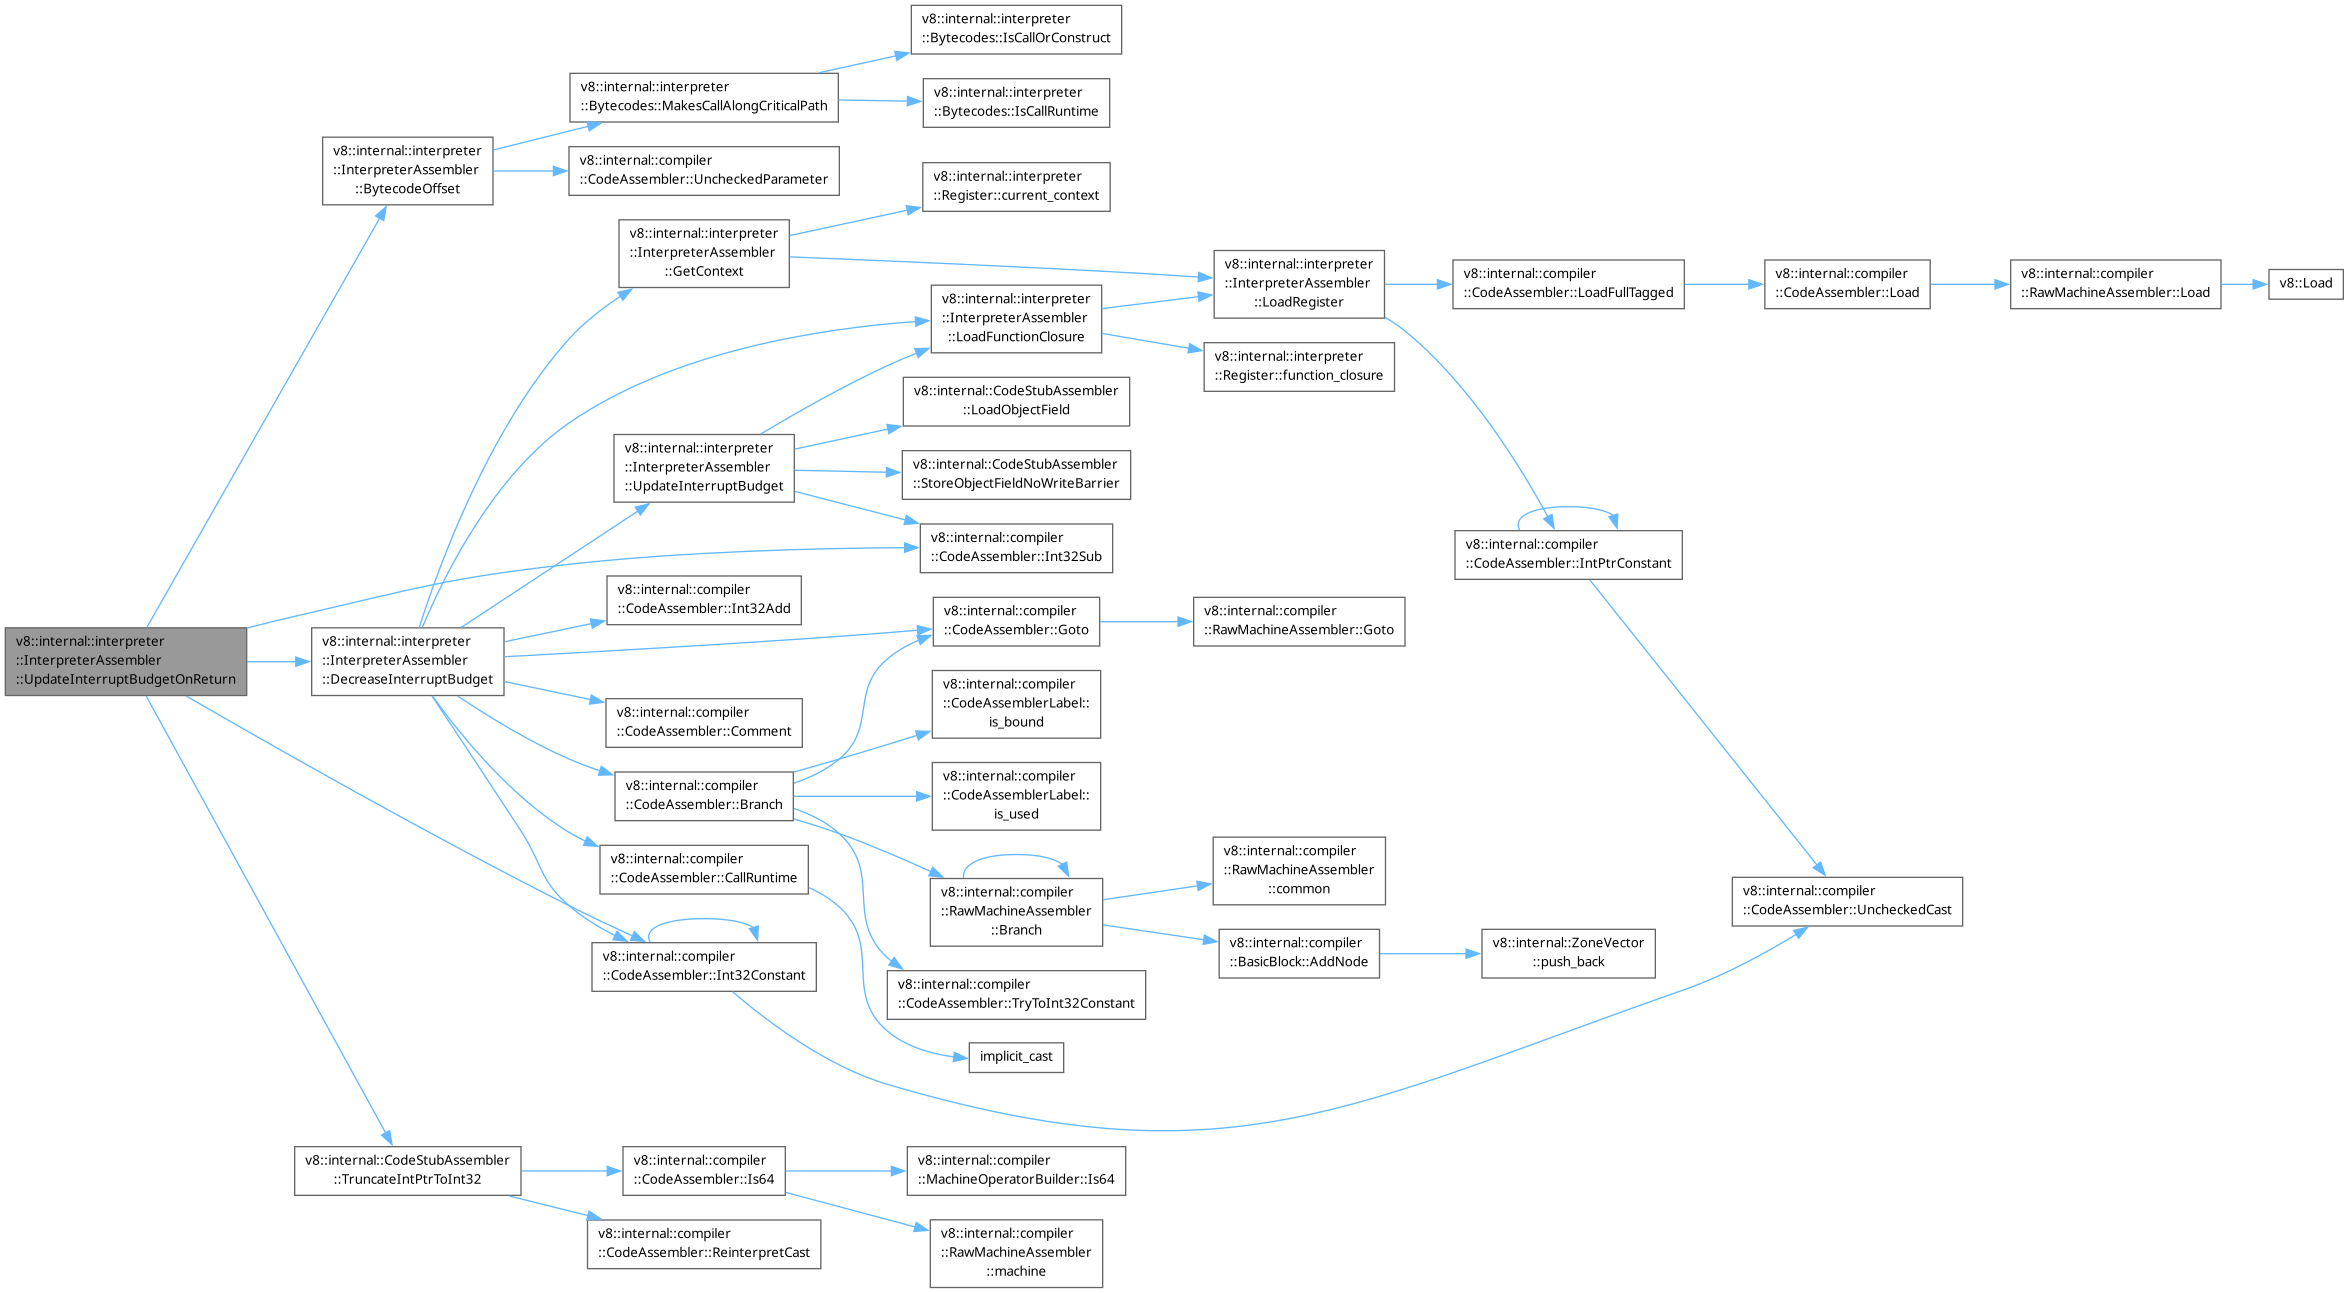 v8::internal::interpreter
::Bytecodes::IsCallOrConstruct
v8::internal::interpreter
::Bytecodes::MakesCallAlongCriticalPath
v8::internal::interpreter
::Bytecodes::IsCallRuntime
v8::internal::interpreter
::InterpreterAssembler
::BytecodeOffset
v8::internal::compiler
::CodeAssembler::UncheckedParameter
v8::internal::interpreter
::Register::current_context
v8::internal::interpreter
::InterpreterAssembler
::GetContext
v8::internal::interpreter
::InterpreterAssembler
::LoadRegister
v8::internal::compiler
::CodeAssembler::LoadFullTagged
v8::internal::compiler
::CodeAssembler::Load
v8::internal::compiler
::RawMachineAssembler::Load
v8::Load
v8::internal::interpreter
::InterpreterAssembler
::LoadFunctionClosure
v8::internal::interpreter
::Register::function_closure
v8::internal::CodeStubAssembler
::LoadObjectField
v8::internal::interpreter
::InterpreterAssembler
::UpdateInterruptBudget
v8::internal::CodeStubAssembler
::StoreObjectFieldNoWriteBarrier
v8::internal::compiler
::CodeAssembler::Int32Sub
v8::internal::compiler
::CodeAssembler::IntPtrConstant
v8::internal::compiler
::CodeAssembler::Int32Add
v8::internal::interpreter
::InterpreterAssembler
::UpdateInterruptBudgetOnReturn
v8::internal::interpreter
::InterpreterAssembler
::DecreaseInterruptBudget
v8::internal::compiler
::CodeAssembler::Goto
v8::internal::compiler
::RawMachineAssembler::Goto
v8::internal::compiler
::CodeAssembler::Comment
v8::internal::compiler
::CodeAssemblerLabel::
is_bound
v8::internal::compiler
::CodeAssembler::Branch
v8::internal::compiler
::CodeAssemblerLabel::
is_used
v8::internal::compiler
::CodeAssembler::CallRuntime
v8::internal::compiler
::RawMachineAssembler
::Branch
v8::internal::compiler
::RawMachineAssembler
::common
v8::internal::compiler
::CodeAssembler::UncheckedCast
v8::internal::compiler
::CodeAssembler::Int32Constant
v8::internal::compiler
::BasicBlock::AddNode
v8::internal::ZoneVector
::push_back
v8::internal::compiler
::CodeAssembler::TryToInt32Constant
implicit_cast
v8::internal::CodeStubAssembler
::TruncateIntPtrToInt32
v8::internal::compiler
::CodeAssembler::Is64
v8::internal::compiler
::MachineOperatorBuilder::Is64
v8::internal::compiler
::CodeAssembler::ReinterpretCast
v8::internal::compiler
::RawMachineAssembler
::machine